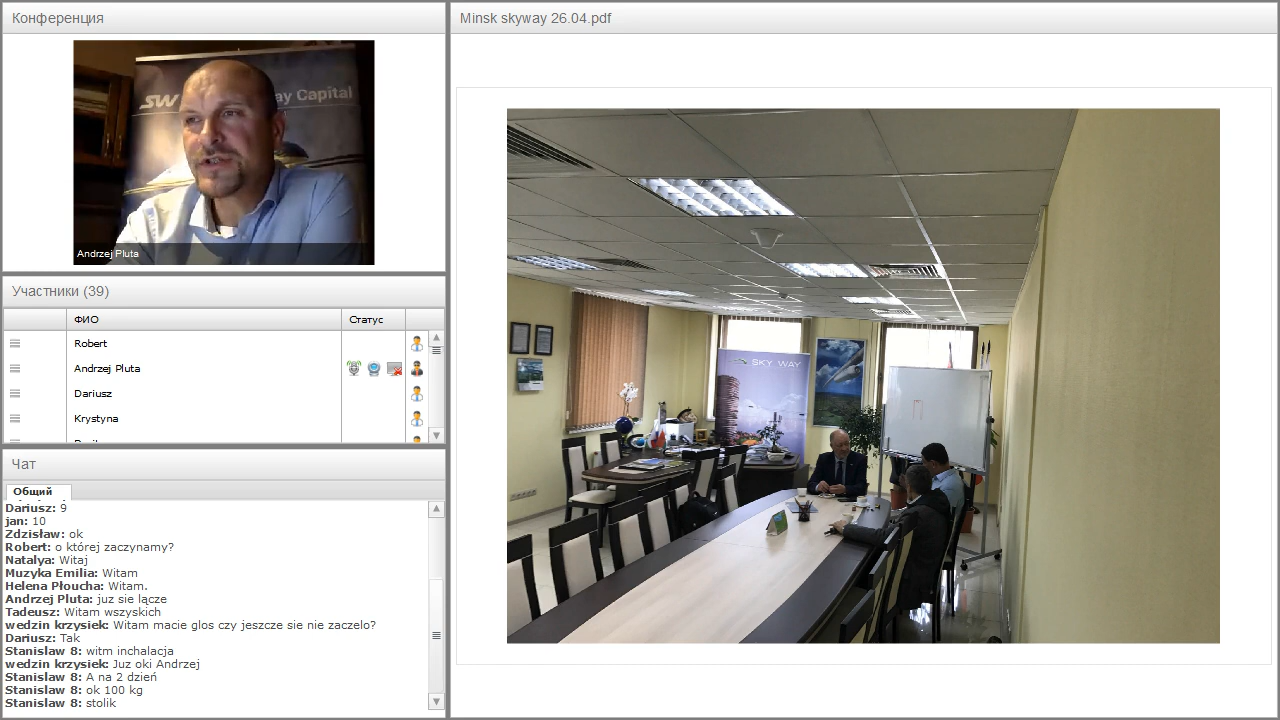 Конференция
SW
ay Capital
Andrzej Pluta
Участники (39)
ФИО
Статус
Robert
Andrzej Pluta
Dariusz
Krystyna
Чат
Общий
Dariusz: 9
jan: 10
Zdzisław: ok
Robert: o której zaczynamy?
Natalya: Witaj
Muzyka Emilia: Witam
Helena Płoucha: Witam.
Andrzej Pluta: juz sie lącze
Tadeusz: Witam wszyskich
wedzin krzysiek: Witam macie glos czy jeszcze sie nie zaczelo?
Dariusz: Tak
Stanislaw 8: witm inchalacja
wedzin krzysiek: Juz oki Andrzej
Stanislaw 8: A na 2 dzień
Stanislaw 8: ok 100 kg
Stanislaw 8: stolik
Minsk skyway 26.04.pdf
SKY WAY